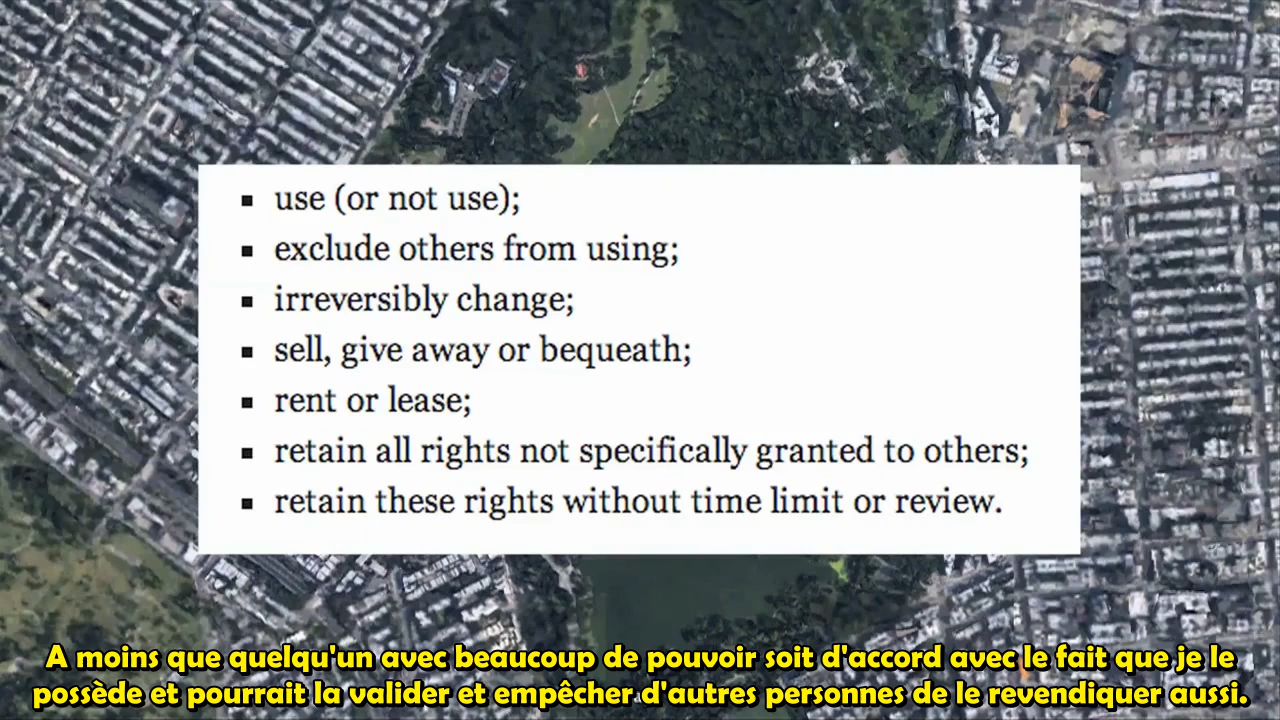 ▪ use (or not use);
▪ exclude others from using;
▪ irreversibly change;
▪ sell, give away or bequeath;
▪ rent or lease;
▪ retain all rights not specifically granted to others;
▪ retain these rights without time limit or review.
A moins que quelqu'un avec beaucoup de pouvoir soit d'accord avec le fait que je le
possède et pourrait la valider et empêcher d'autres personnes de le revendiquer aussi.